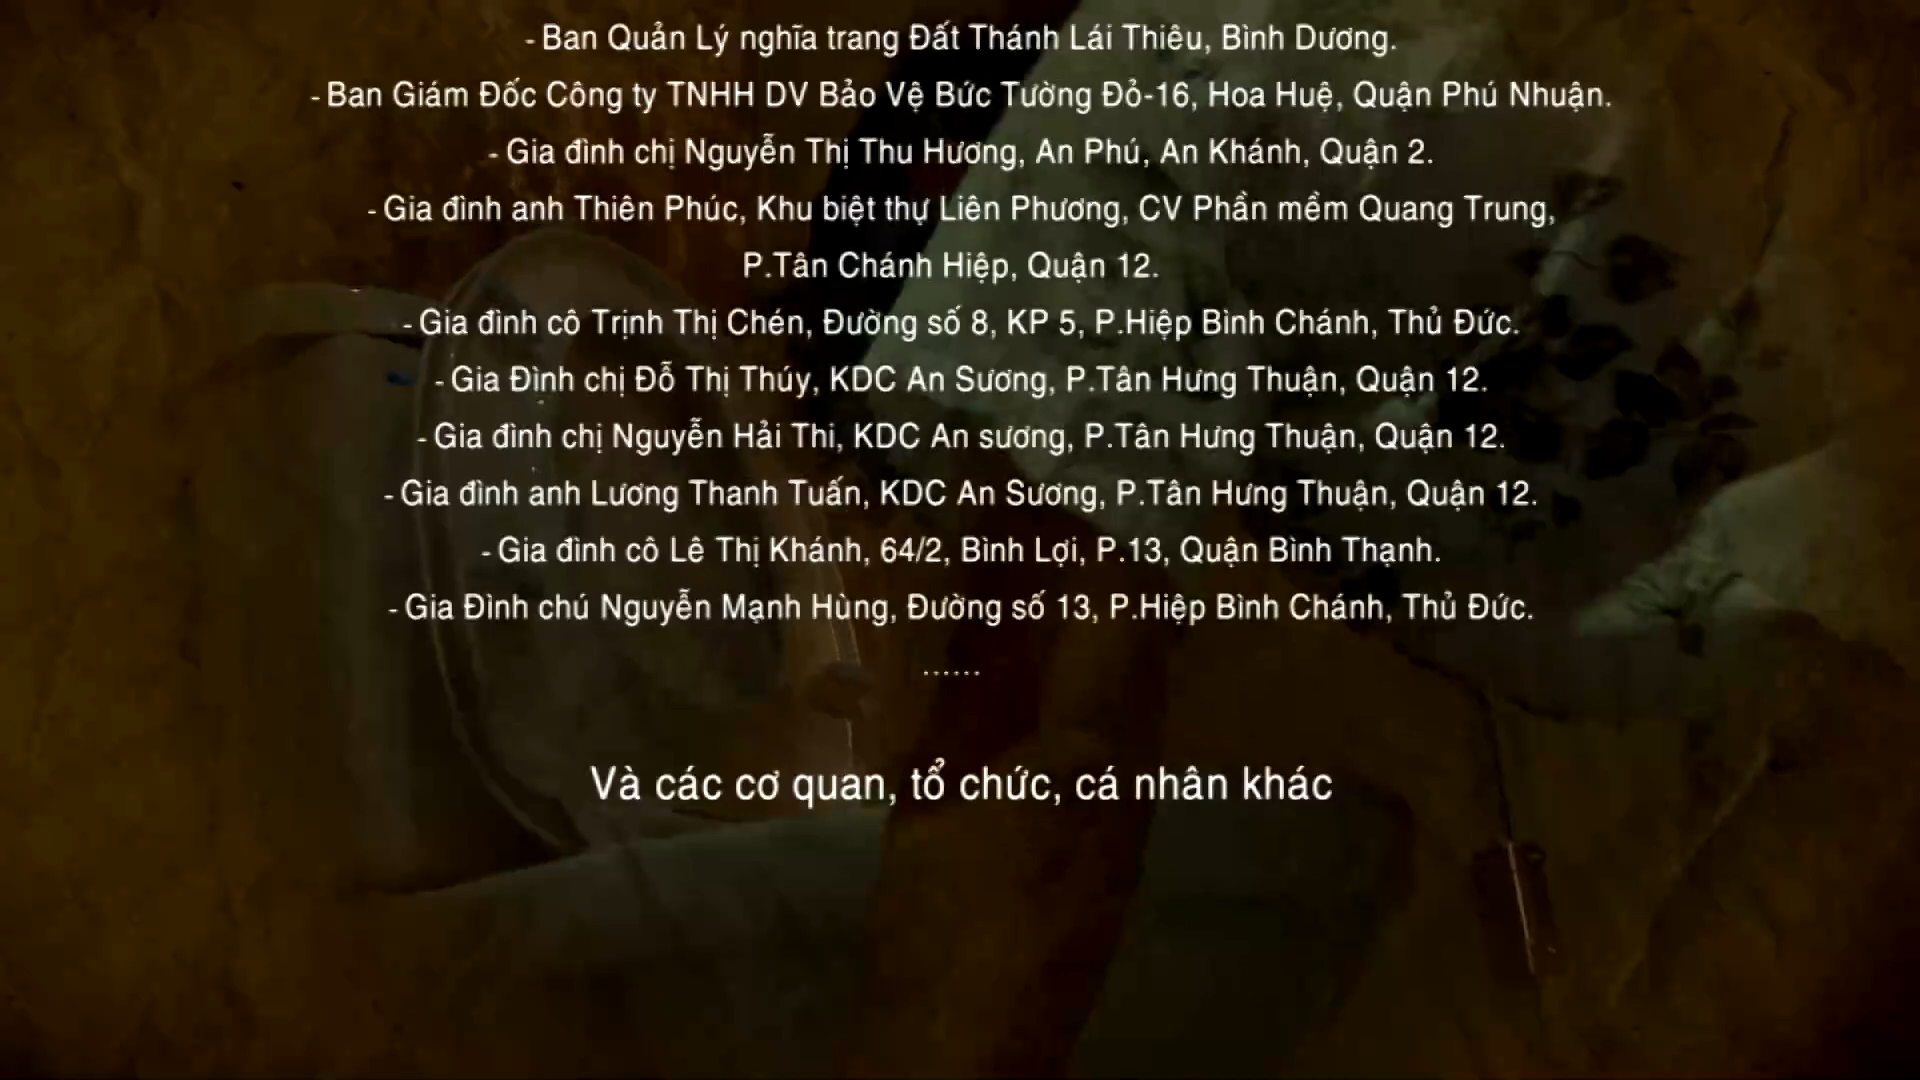 - Ban Quản Lý nghĩa trang Đất Thánh Lái Thiêu, Bình Dương.
- Ban Giám Đốc Công ty TNHH DV Bảo Vệ Bức Tường Đỏ-16, Hoa Huệ, Quận Phú Nhuận.
- Gia đình chị Nguyễn Thị Thu Hương, An Phú, An Khánh, Quận 2.
- Gia đình anh Thiên Phúc, Khu biệt thự Liên Phương, CV Phần mềm Quang Trung,
P.Tân Chánh Hiệp, Quận 12.
- Gia đình cô Trịnh Thị Chén, Đường số 8, KP 5, P.Hiệp Bình Chánh, Thủ Đức.
- Gia Đình chị Đỗ Thị Thúy, KDC An Sương, P.Tân Hưng Thuận, Quận 12.
- Gia đình chị Nguyễn Hải Thi, KDC An sương, P.Tân Hưng Thuận, Quận 12.
- Gia đình anh Lương Thanh Tuấn, KDC An Sương, P.Tân Hưng Thuận, Quận 12.
- Gia đình cô Lê Thị Khánh, 64/2, Bình Lợi, P.13, Quận Bình Thạnh.
- Gia Đình chú Nguyễn Mạnh Hùng, Đường số 13, P.Hiệp Bình Chánh, Thủ Đức.
......
Và các cơ quan, tổ chức, cá nhân khác